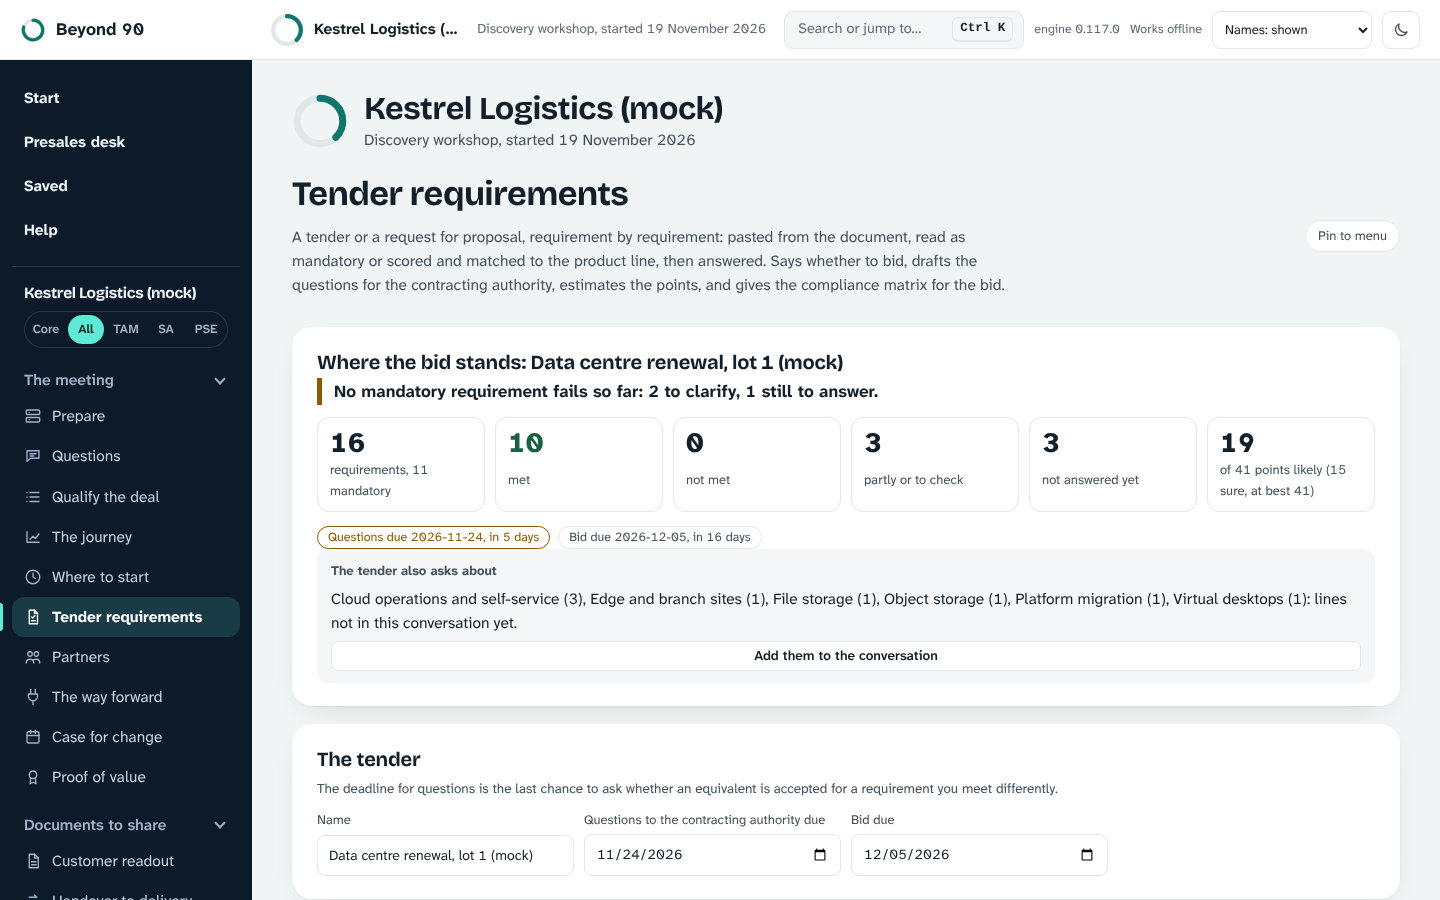 Beyond 90
Kestrel Logistics (...
Discovery workshop, started 19 November 2026
Search or jump to...
Ctrl K
engine 0.117.0
Works offline
Names: shown
Start
Presales desk
Saved
Help
Kestrel Logistics (mock)
Core
All
TAM
SA
PSE
The meeting
Prepare
Questions
Qualify the deal
The journey
Where to start
Tender requirements
Partners
The way forward
Case for change
Proof of value
Documents to share
Customer readout
Handover to delivery
Kestrel Logistics (mock)
Discovery workshop, started 19 November 2026
Tender requirements
A tender or a request for proposal, requirement by requirement: pasted from the document, read as
mandatory or scored and matched to the product line, then answered. Says whether to bid, drafts the
questions for the contracting authority, estimates the points, and gives the compliance matrix for the bid.
Pin to menu
Where the bid stands: Data centre renewal, lot 1 (mock)
No mandatory requirement fails so far: 2 to clarify, 1 still to answer.
16
requirements, 11
mandatory
10
met
0
not met
3
partly or to check
3
not answered yet
19
of 41 points likely (15
sure, at best 41)
Questions due 2026-11-24, in 5 days
Bid due 2026-12-05, in 16 days
The tender also asks about
Cloud operations and self-service (3), Edge and branch sites (1), File storage (1), Object storage (1), Platform migration (1), Virtual desktops (1): lines
not in this conversation yet.
Add them to the conversation
The tender
The deadline for questions is the last chance to ask whether an equivalent is accepted for a requirement you meet differently.
Name
Questions to the contracting authority due
Bid due
Data centre renewal, lot 1 (mock)
11/24/2026
12/05/2026